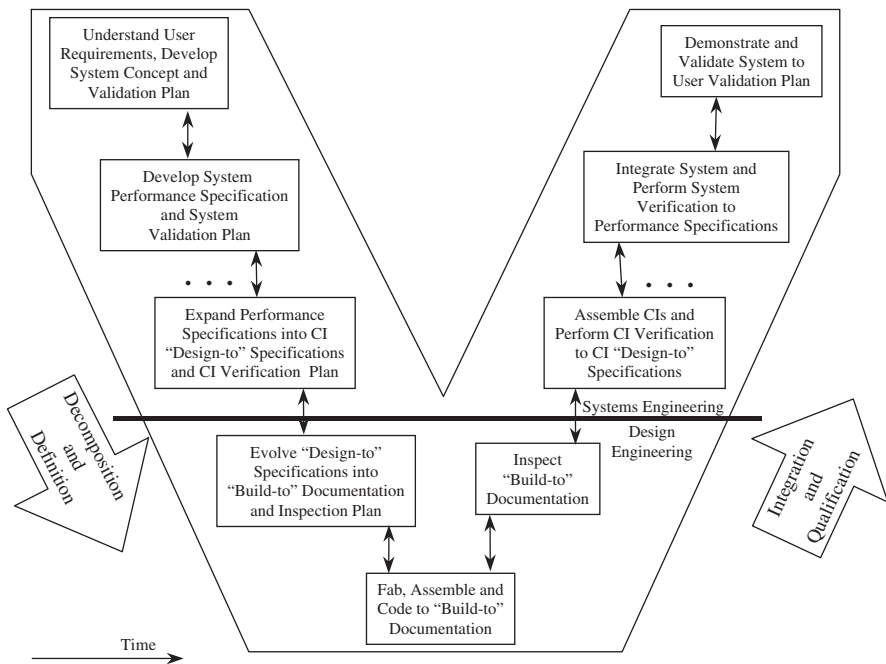 Understand User
Requirements, Develop
System Concept and
Validation Plan
Demonstrate and
Validate System to
User Validation Plan
Develop System
Performance Specification
and System
Validation Plan
Integrate System and
Perform System
Verification to
Performance Specifications
. . .
. . .
Expand Performance
Specifications into CI
“Design-to” Specifications
and CI Verification Plan
Assemble CIs and
Perform CI Verification
to CI “Design-to”
Specifications
Decomposition
and
Definition
Systems Engineering
Design
Engineering
Evolve “Design-to”
Specifications into
“Build-to” Documentation
and Inspection Plan
Inspect
“Build-to”
Documentation
Integration
and
Qualification
Fab, Assemble and
Code to “Build-to”
Documentation
Time